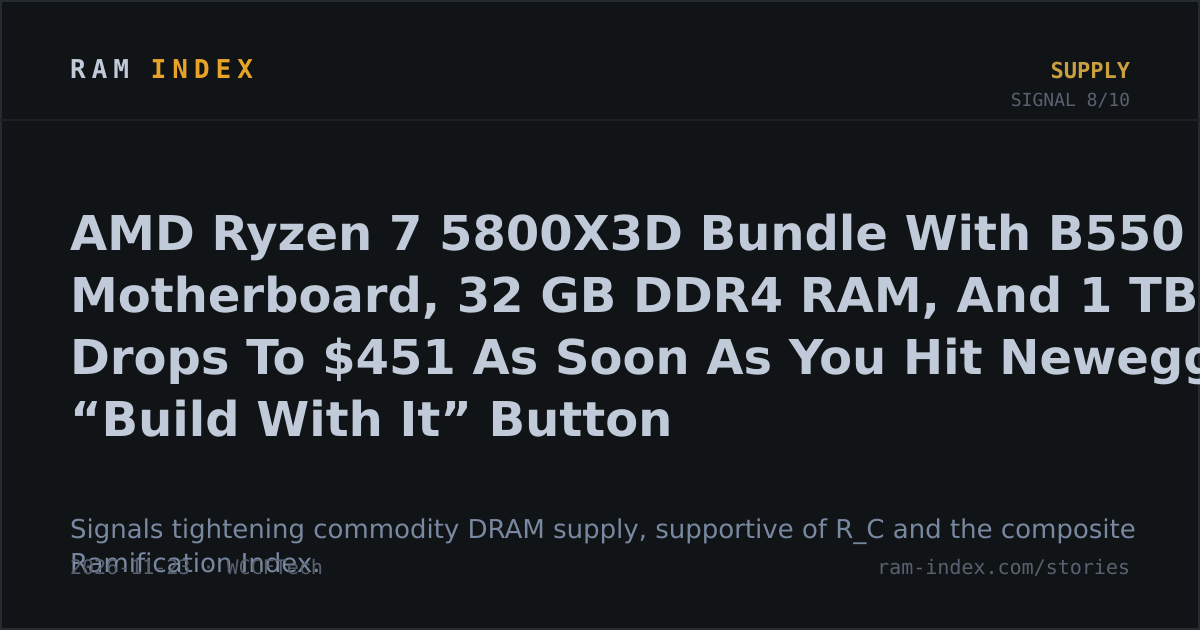 RAM INDEX
SUPPLY
SIGNAL 8/10
AMD Ryzen 7 5800X3D Bundle With B550
Motherboard, 32 GB DDR4 RAM, And 1 TB
Drops To $451 As Soon As You Hit Newegg
“Build With It” Button
Signals tightening commodity DRAM supply, supportive of R_C and the composite
Ramification Index.
WCCFTech
ram-index.com/stories